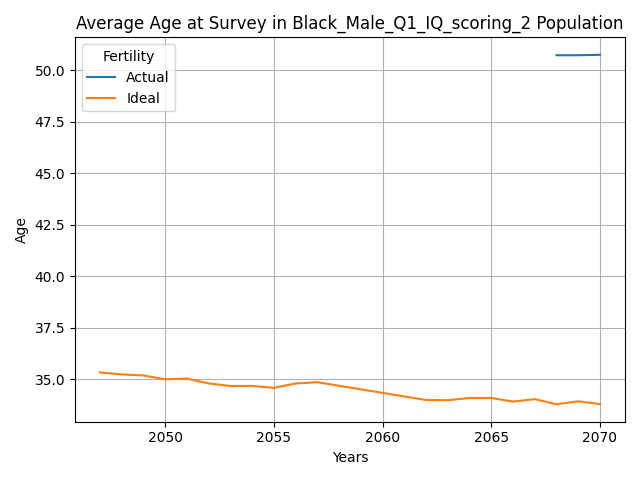 Average Age at Survey in Black_Male_Q1_IQ_scoring_2 Population
Fertility
Actual
Ideal
50.0
47.5
45.0
42.5
40.0
37.5
35.0
Age
2050
2055
2060
2065
2070
Years